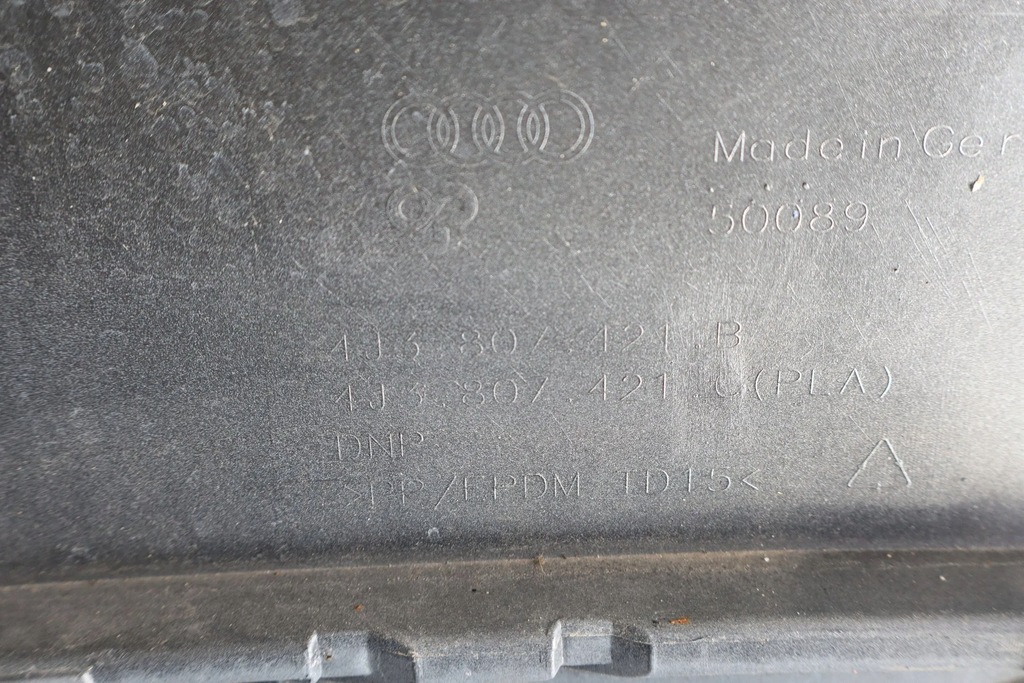 Made in Ger
50089
4J3.807.421 B
4J3.807.421 C(PLA)
DNP
>PP/EPDM TD15<